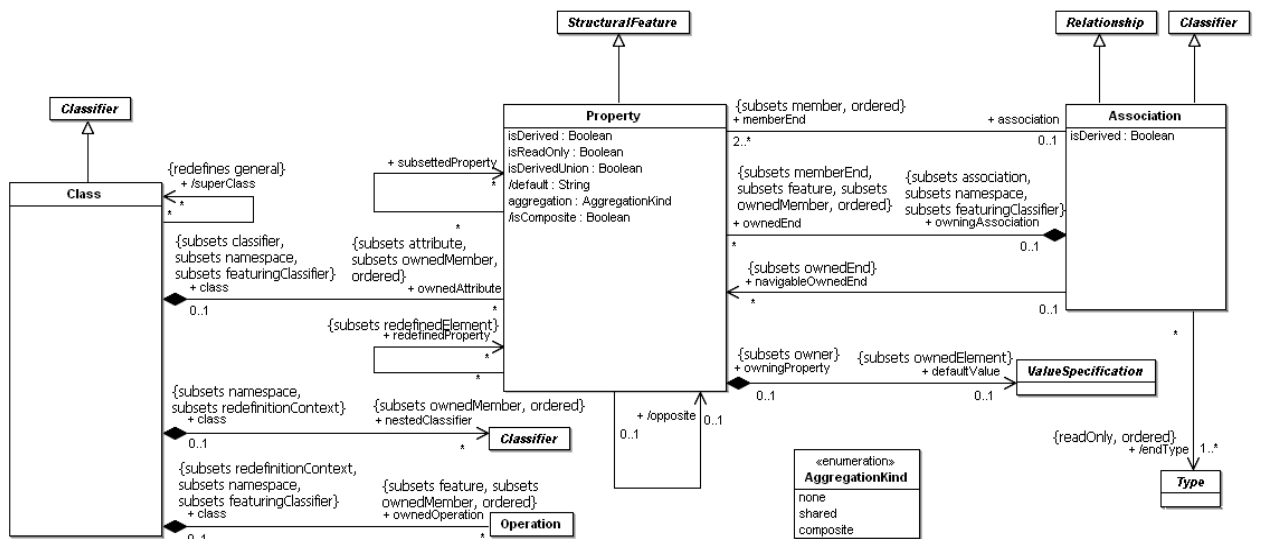 StructuralFeature
Relationship
Classifier
Classifier
Property
isDerived : Boolean
isReadOnly : Boolean
isDerivedUnion : Boolean
/default : String
aggregation : AggregationKind
/isComposite : Boolean
{subsets member, ordered}
+ memberEnd
+ association
2..*
0..1
Association
isDerived : Boolean
Class
{redefines general}
+ /superClass
*
*
+ subsettedProperty
*
*
{subsets memberEnd,
subsets feature, subsets
ownedMember, ordered}
+ ownedEnd
{subsets association,
subsets namespace,
subsets featuringClassifier}
+ owningAssociation
*
0..1
{subsets classifier,
subsets namespace,
subsets featuringClassifier}
+ class
0..1
{subsets attribute,
subsets ownedMember,
ordered}
+ ownedAttribute
*
{subsets ownedEnd}
+ navigableOwnedEnd
*
0..1
{subsets redefinedElement}
+ redefinedProperty
*
*
{subsets owner}
+ owningProperty
0..1
{subsets ownedElement}
+ defaultValue
0..1
ValueSpecification
*
{subsets namespace,
subsets redefinitionContext}
+ class
0..1
{subsets ownedMember, ordered}
+ nestedClassifier
*
Classifier
+ /opposite
0..1
0..1
{readOnly, ordered}
+ /endType
1..*
Type
{subsets redefinitionContext,
subsets namespace,
subsets featuringClassifier}
+ class
0..1
{subsets feature, subsets
ownedMember, ordered}
+ ownedOperation
*
Operation
«enumeration»
AggregationKind
none
shared
composite